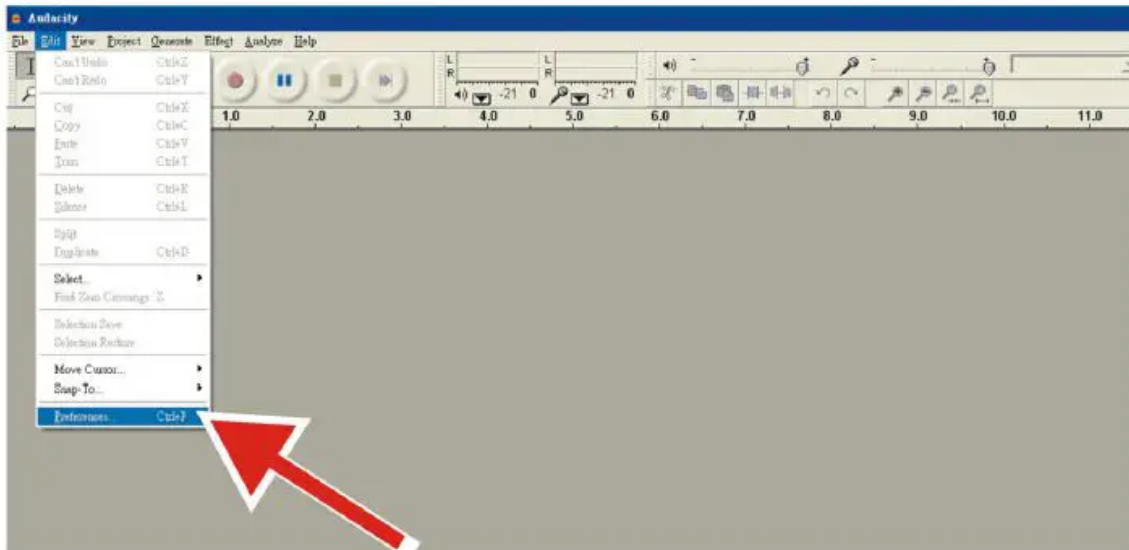 Audacity
File Edit View Project Generate Effect Analyze Help
Can't Undo Ctrl+Z
Can't Redo Ctrl+Y
Cut Ctrl+X
Copy Ctrl+C
Paste Ctrl+V
Trim Ctrl+T
Delete Ctrl+K
Silence Ctrl+L
Split
Duplicate Ctrl+D
Select...
Find Zero Crossings Z
Selection Save
Selection Restore
Move Cursor...
Snap-To...
Preferences... Ctrl+P
L
R
-21 0
L
R
-21 0
1.0 2.0 3.0 4.0 5.0 6.0 7.0 8.0 9.0 10.0 11.0